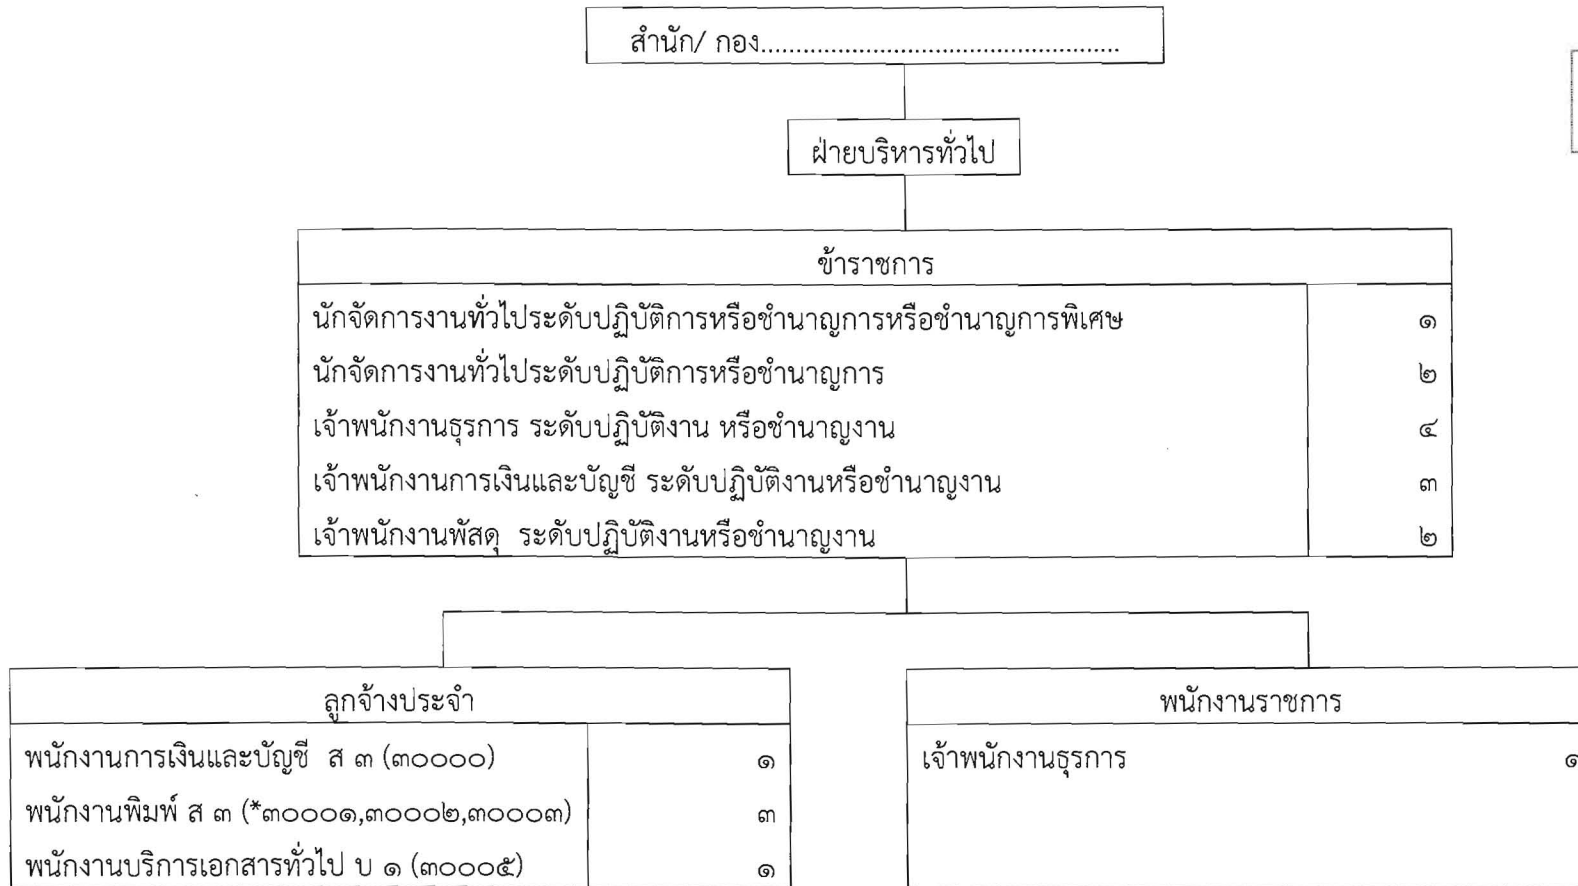 สำนัก/ กอง....................................................
ฝ่ายบริหารทั่วไป
ข้าราชการ
นักจัดการงานทั่วไประดับปฏิบัติการหรือชำนาญการหรือชำนาญการพิเศษ ๑
นักจัดการงานทั่วไประดับปฏิบัติการหรือชำนาญการ ๒
เจ้าพนักงานธุรการ ระดับปฏิบัติงาน หรือชำนาญงาน ๔
เจ้าพนักงานการเงินและบัญชี ระดับปฏิบัติงานหรือชำนาญงาน ๓
เจ้าพนักงานพัสดุ ระดับปฏิบัติงานหรือชำนาญงาน ๒
ลูกจ้างประจำ
พนักงานการเงินและบัญชี ส ๓ (๓๐๐๐๐) ๑
พนักงานพิมพ์ ส ๓ (*๓๐๐๐๑,๓๐๐๐๒,๓๐๐๐๓) ๓
พนักงานบริการเอกสารทั่วไป บ ๑ (๓๐๐๐๕) ๑
พนักงานราชการ
เจ้าพนักงานธุรการ ๑